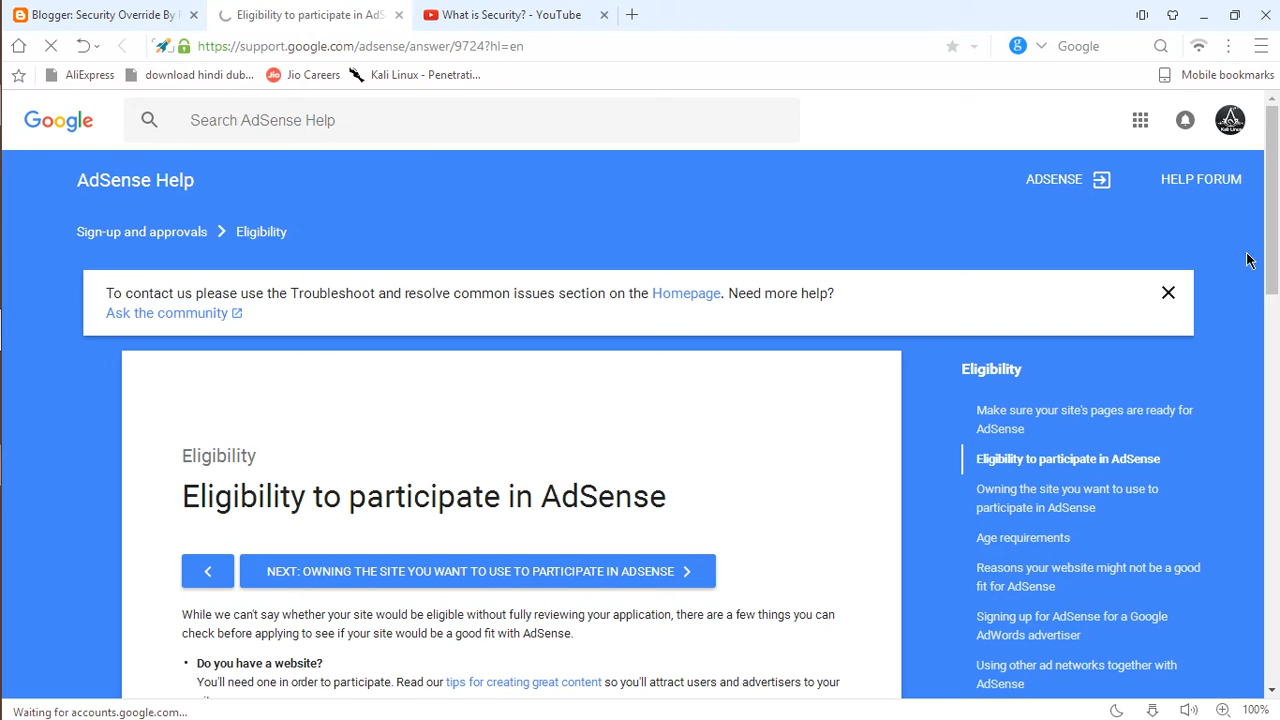 Blogger: Security Override By
Eligibility to participate in AdS
What is Security? - YouTube
https://support.google.com/adsense/answer/9724?hl=en
g
Google
AliExpress
download hindi dub...
Jio
Jio Careers
Kali Linux - Penetrati...
Mobile bookmarks
Google
Search AdSense Help
AdSense Help
ADSENSE
HELP FORUM
Sign-up and approvals
Eligibility
To contact us please use the Troubleshoot and resolve common issues section on the Homepage. Need more help?
Ask the community
Eligibility
Eligibility to participate in AdSense
NEXT: OWNING THE SITE YOU WANT TO USE TO PARTICIPATE IN ADSENSE
While we can't say whether your site would be eligible without fully reviewing your application, there are a few things you can
check before applying to see if your site would be a good fit with AdSense.
• Do you have a website?
You'll need one in order to participate. Read our tips for creating great content so you'll attract users and advertisers to your
Eligibility
Make sure your site's pages are ready for
AdSense
Eligibility to participate in AdSense
Owning the site you want to use to
participate in AdSense
Age requirements
Reasons your website might not be a good
fit for AdSense
Signing up for AdSense for a Google
AdWords advertiser
Using other ad networks together with
AdSense
Waiting for accounts.google.com...
100%